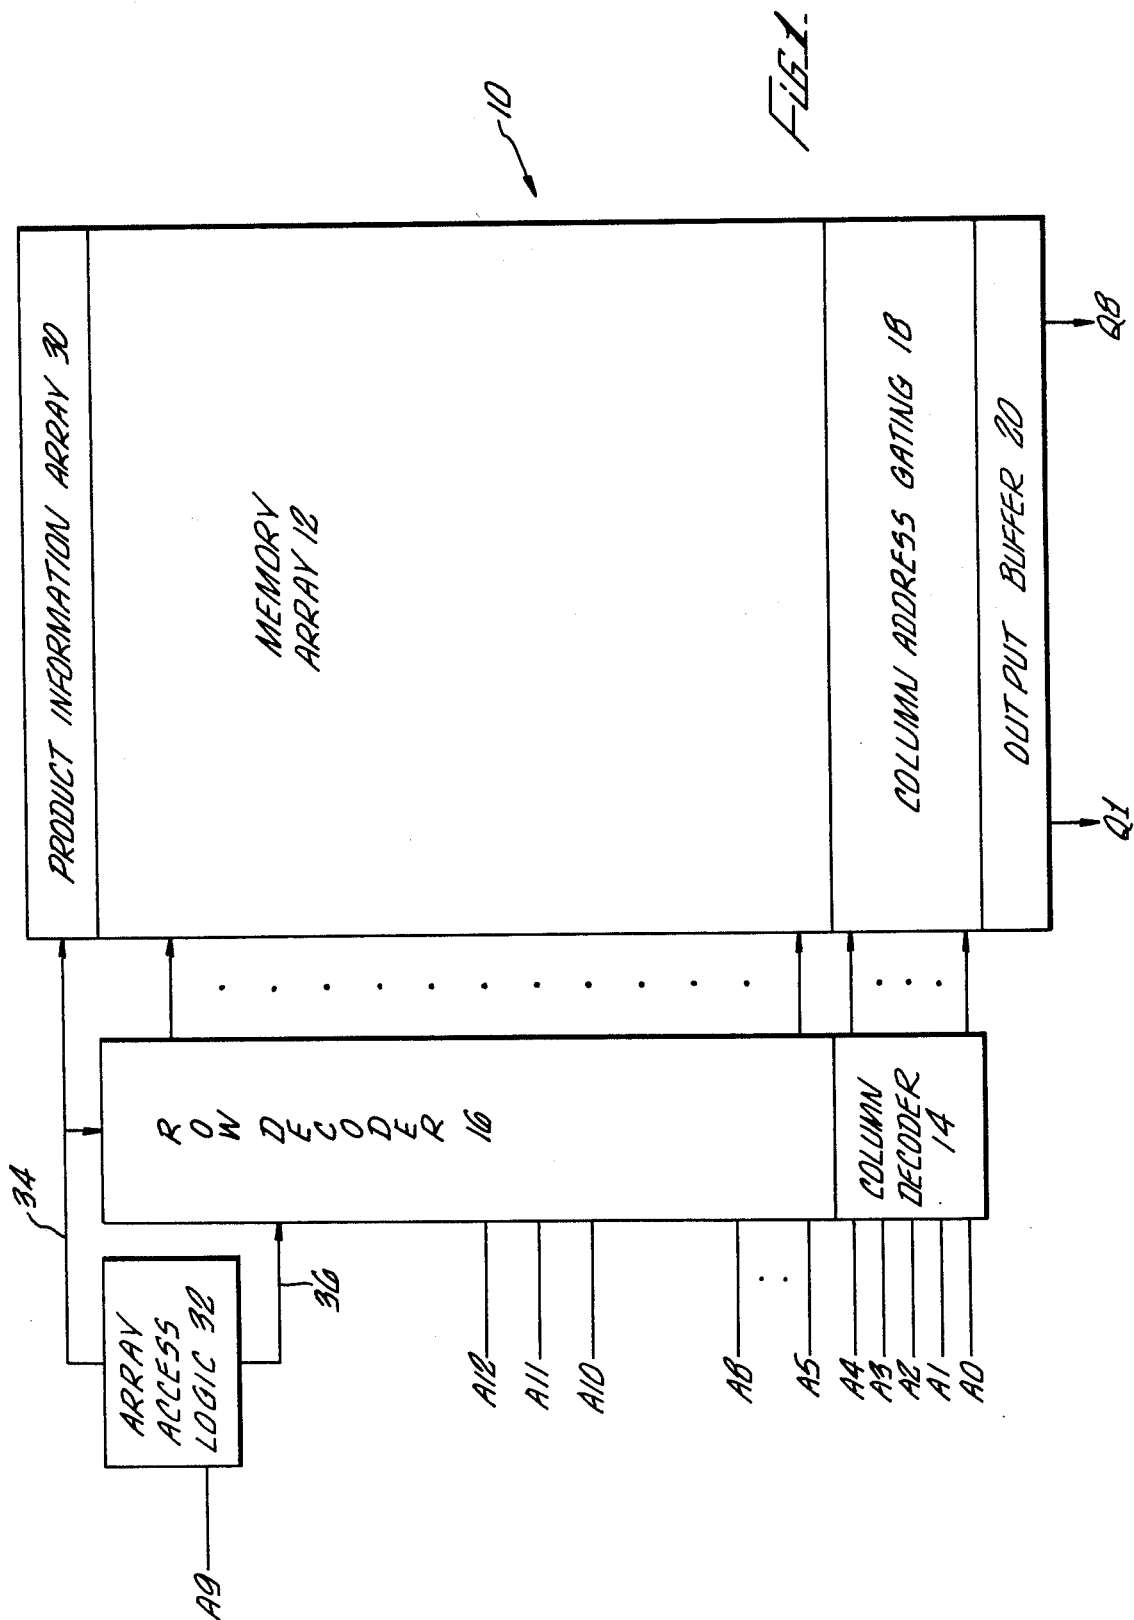 PRODUCT INFORMATION ARRAY 30
MEMORY
ARRAY 12
COLUMN ADDRESS GATING 18
OUTPUT BUFFER 20
Q1
Q8
10
34
ARRAY
ACCESS
LOGIC 32
36
A9
ROW DECODER 16
COLUMN
DECODER
14
A12
A11
A10
A8
A5
A4
A3
A2
A1
A0
FIG.1.